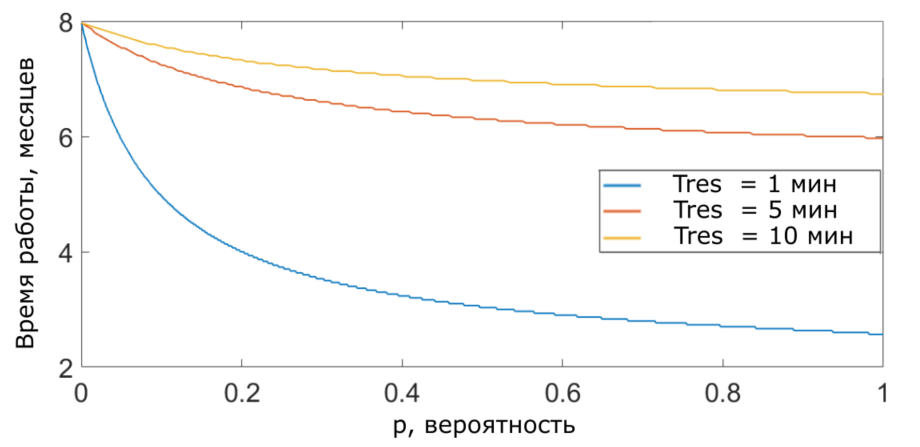 Время работы, месяцев
8
6
4
2
0
0.2
0.4
0.6
0.8
1
p, вероятность
Tres = 1 мин
Tres = 5 мин
Tres = 10 мин